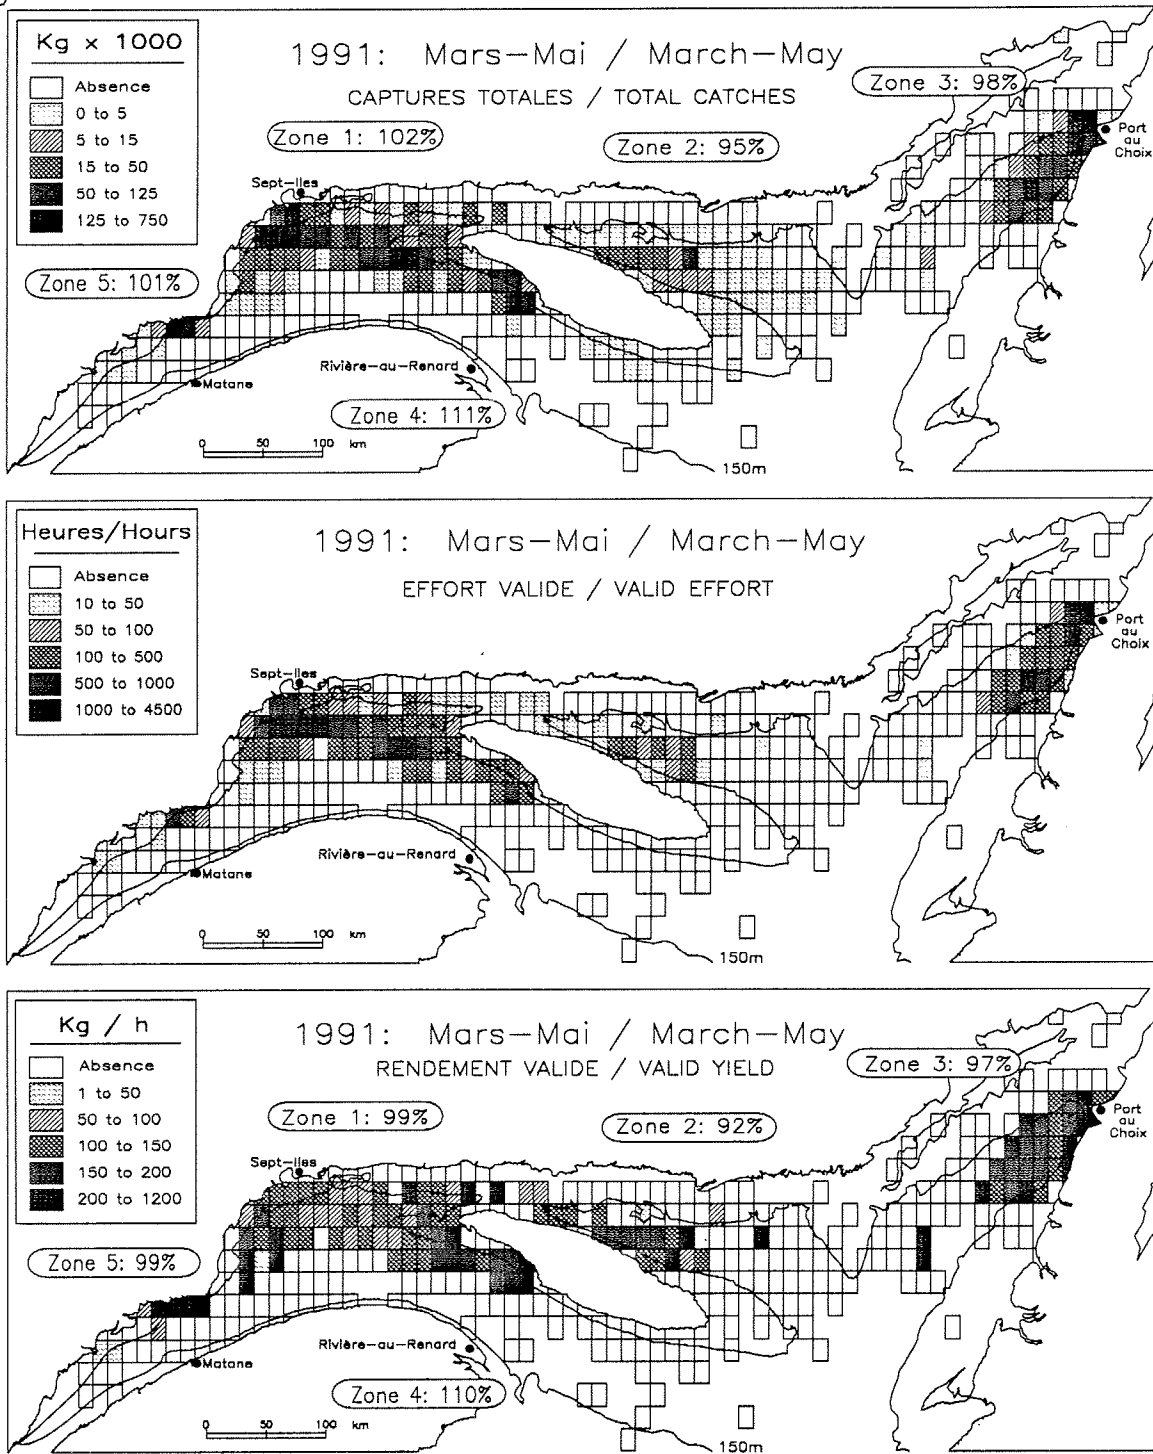 Kg x 1000
Absence
0 to 5
5 to 15
15 to 50
50 to 125
125 to 750
1991: Mars-Mai / March-May
CAPTURES TOTALES / TOTAL CATCHES
Zone 3: 98%
Zone 1: 102%
Zone 2: 95%
Port
au
Choix
Sept-Iles
Zone 5: 101%
Rivière-au-Renard
Matane
Zone 4: 111%
0 50 100 km
150m
Heures/Hours
Absence
10 to 50
50 to 100
100 to 500
500 to 1000
1000 to 4500
1991: Mars-Mai / March-May
EFFORT VALIDE / VALID EFFORT
Port
au
Choix
Sept-Iles
Rivière-au-Renard
Matane
0 50 100 km
150m
Kg / h
Absence
1 to 50
50 to 100
100 to 150
150 to 200
200 to 1200
1991: Mars-Mai / March-May
RENDEMENT VALIDE / VALID YIELD
Zone 3: 97%
Zone 1: 99%
Zone 2: 92%
Port
au
Choix
Sept-Iles
Zone 5: 99%
Rivière-au-Renard
Matane
Zone 4: 110%
0 50 100 km
150m